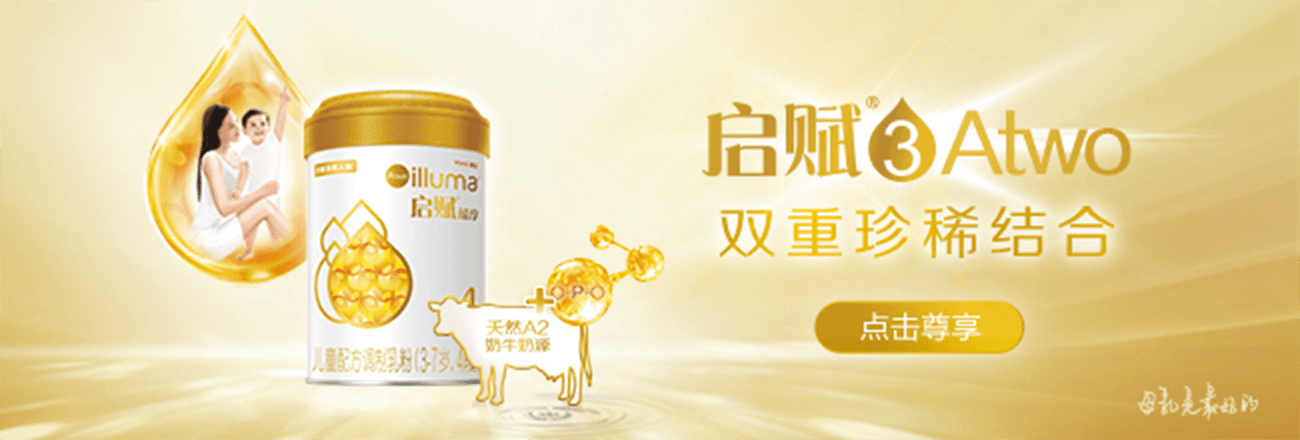 启赋®3Atwo
双重珍稀结合
点击尊享
Atwo illuma
启赋
儿童配方调制乳粉(3-7岁,4
天然A2
奶牛奶源
+OPO
母乳是最好的